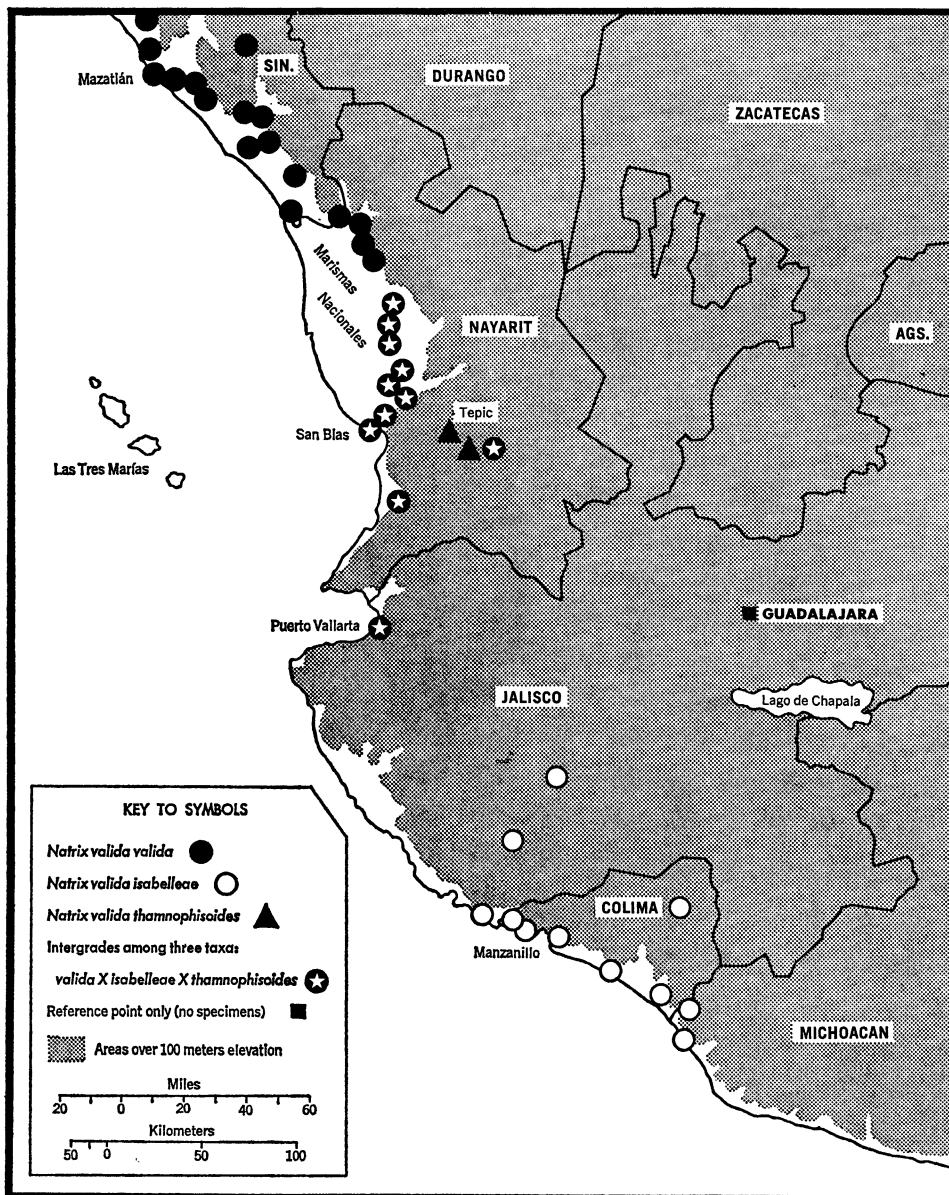 SIN.
DURANGO
Mazatlán
ZACATECAS
Marismas
Nacionales
NAYARIT
AGS.
Tepic
San Blas
Las Tres Marías
Puerto Vallarta
GUADALAJARA
JALISCO
Lago de Chapala
COLIMA
Manzanillo
MICHOACAN
KEY TO SYMBOLS
Natrix valida valida
Natrix valida isabelleae
Natrix valida thamnophisoides
Intergrades among three taxa:
valida X isabelleae X thamnophisoides
Reference point only (no specimens)
Areas over 100 meters elevation
Miles
20 0 20 40 60
Kilometers
50 0 50 100